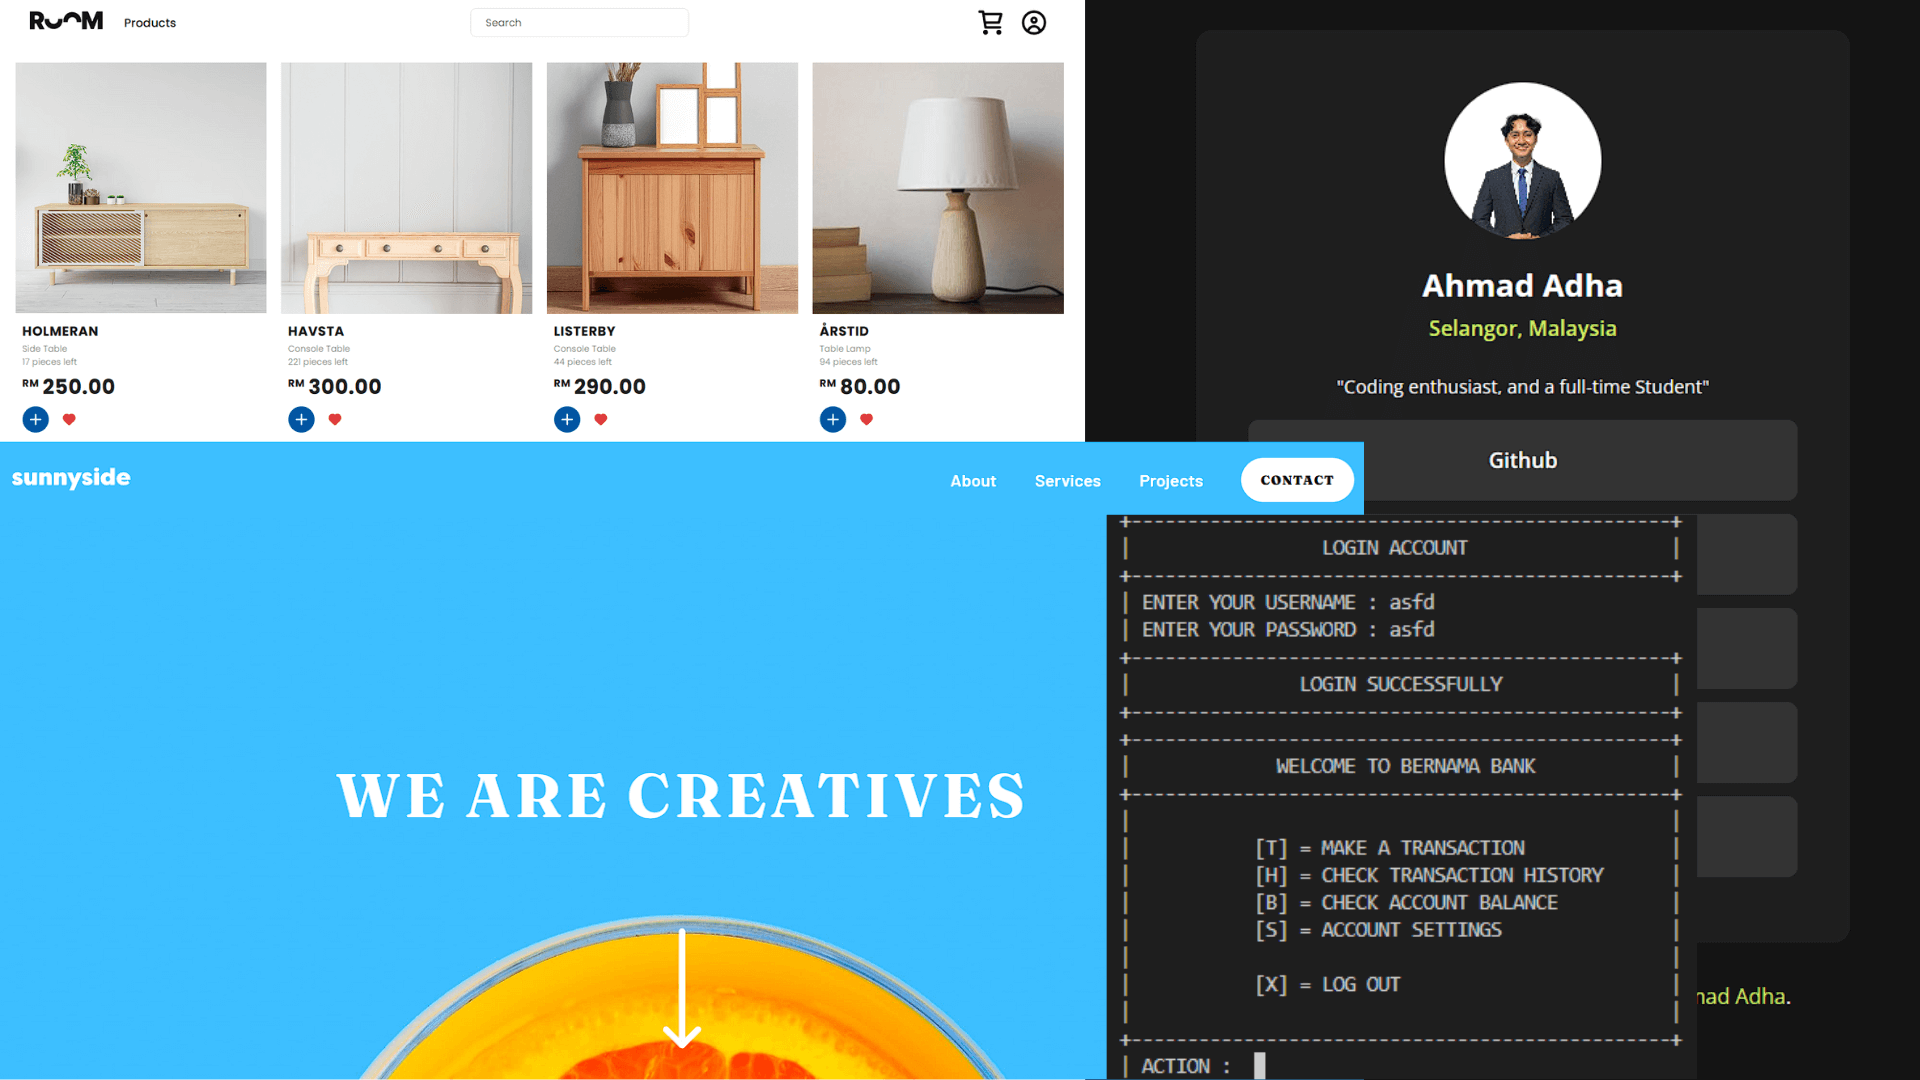 ROOM
Products
Search
HOLMERAN
Side Table
17 pieces left
RM 250.00
HAVSTA
Console Table
221 pieces left
RM 300.00
LISTERBY
Console Table
44 pieces left
RM 290.00
ÅRSTID
Table Lamp
94 pieces left
RM 80.00
Ahmad Adha
Selangor, Malaysia
"Coding enthusiast, and a full-time Student"
Github
sunnyside
About
Services
Projects
CONTACT
WE ARE CREATIVES
LOGIN ACCOUNT
ENTER YOUR USERNAME : asfd
ENTER YOUR PASSWORD : asfd
LOGIN SUCCESSFULLY
WELCOME TO BERNAMA BANK
[T] = MAKE A TRANSACTION
[H] = CHECK TRANSACTION HISTORY
[B] = CHECK ACCOUNT BALANCE
[S] = ACCOUNT SETTINGS
[X] = LOG OUT
ACTION :
mad Adha.